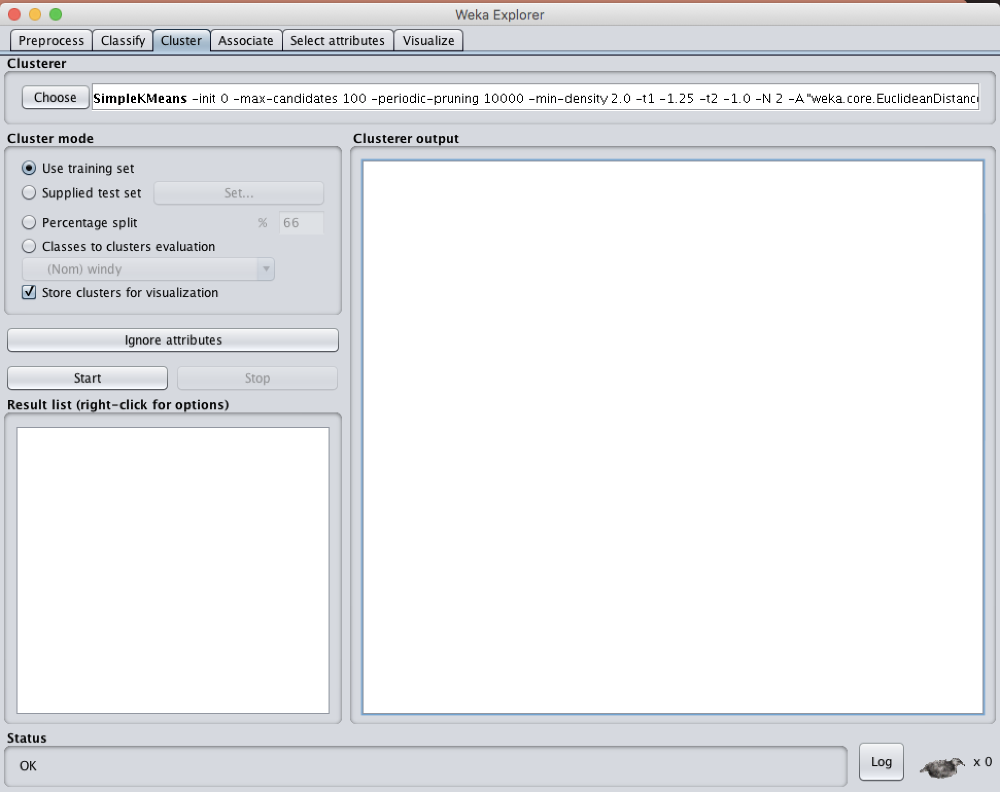 Weka Explorer
Preprocess Classify Cluster Associate Select attributes Visualize
Clusterer
Choose SimpleKMeans -init 0 -max-candidates 100 -periodic-pruning 10000 -min-density 2.0 -t1 -1.25 -t2 -1.0 -N 2 -A "weka.core.EuclideanDistanc
Cluster mode
Use training set
Supplied test set Set...
Percentage split % 66
Classes to clusters evaluation
(Nom) windy
Store clusters for visualization
Ignore attributes
Start Stop
Result list (right-click for options)
Clusterer output
Status
OK
Log x 0